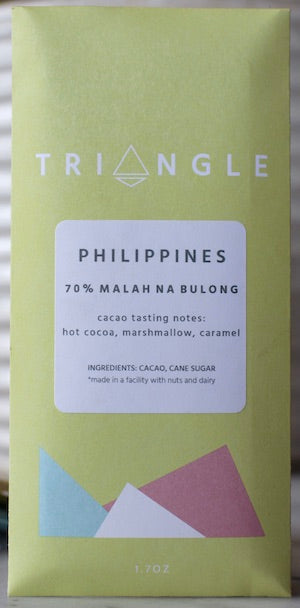 TRIANGLE
PHILIPPINES
70% MALAH NA BULONG
cacao tasting notes:
hot cocoa, marshmallow, caramel
INGREDIENTS: CACAO, CANE SUGAR
*made in a facility with nuts and dairy
1.7OZ